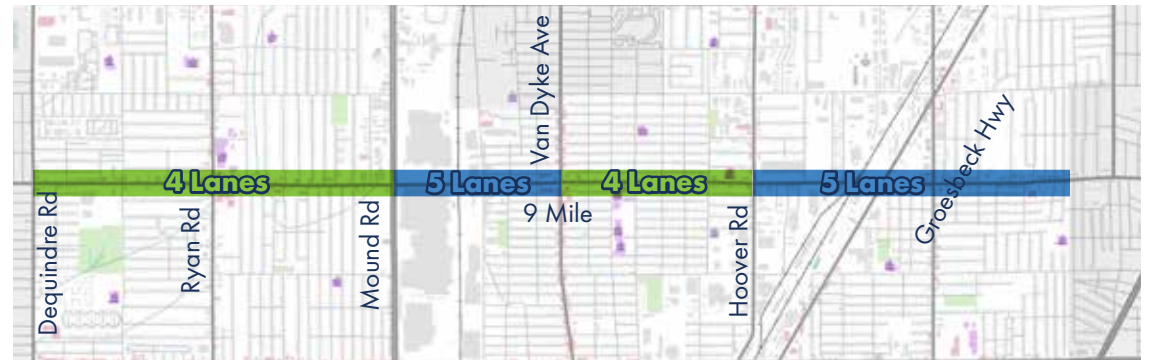 Van Dyke Ave
Groesbeck Hwy
4 Lanes
5 Lanes
4 Lanes
5 Lanes
9 Mile
Dequindre Rd
Ryan Rd
Mound Rd
Hoover Rd